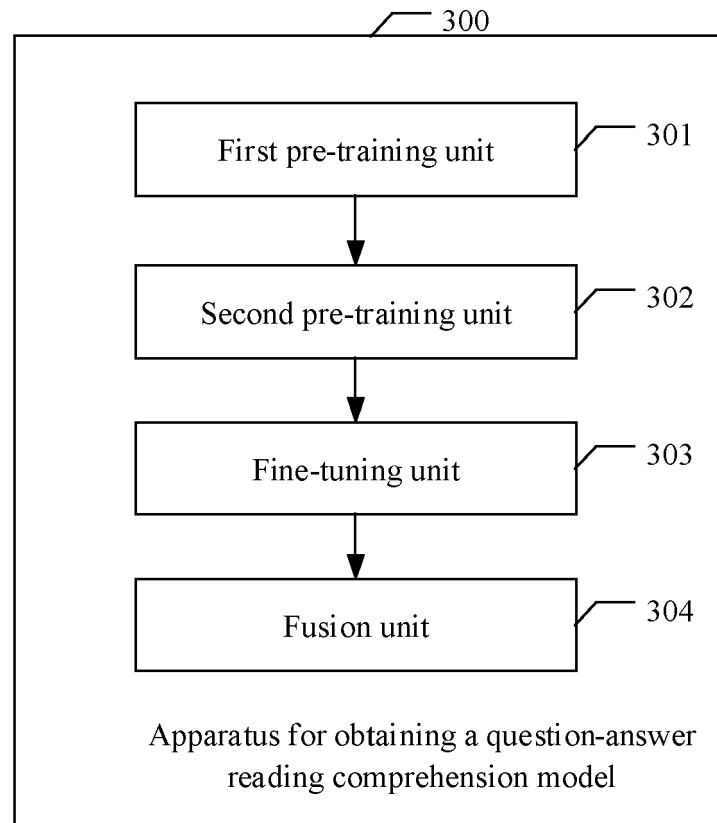 300
First pre-training unit
301
Second pre-training unit
302
Fine-tuning unit
303
Fusion unit
304
Apparatus for obtaining a question-answer
reading comprehension model